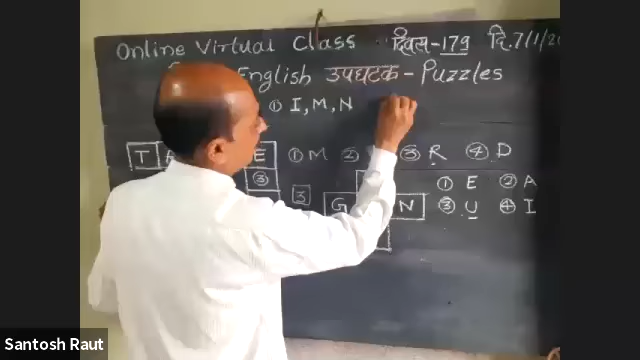 Online Virtual Class दिवस-179 दि.7/1/20
English उपघटक - Puzzles
① I, M, N
T E ① M ② ③ R ④ D
③ ① E ② A
3 G N ③ U ④ I
Santosh Raut